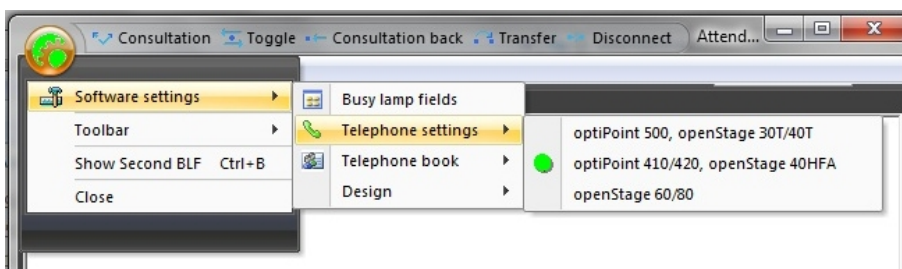 Consultation Toggle Consultation back Transfer Disconnect Attend...
Software settings
Toolbar
Show Second BLF Ctrl+B
Close
Busy lamp fields
Telephone settings
Telephone book
Design
optiPoint 500, openStage 30T/40T
optiPoint 410/420, openStage 40HFA
openStage 60/80